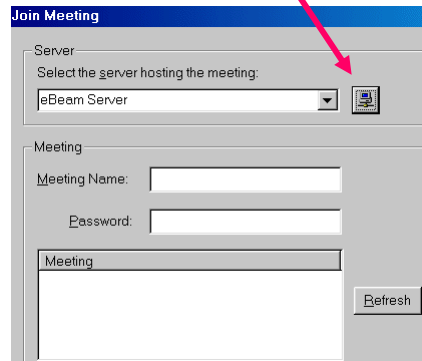 Join Meeting
Server
Select the server hosting the meeting:
eBeam Server
Meeting
Meeting Name:
Password:
Meeting
Refresh